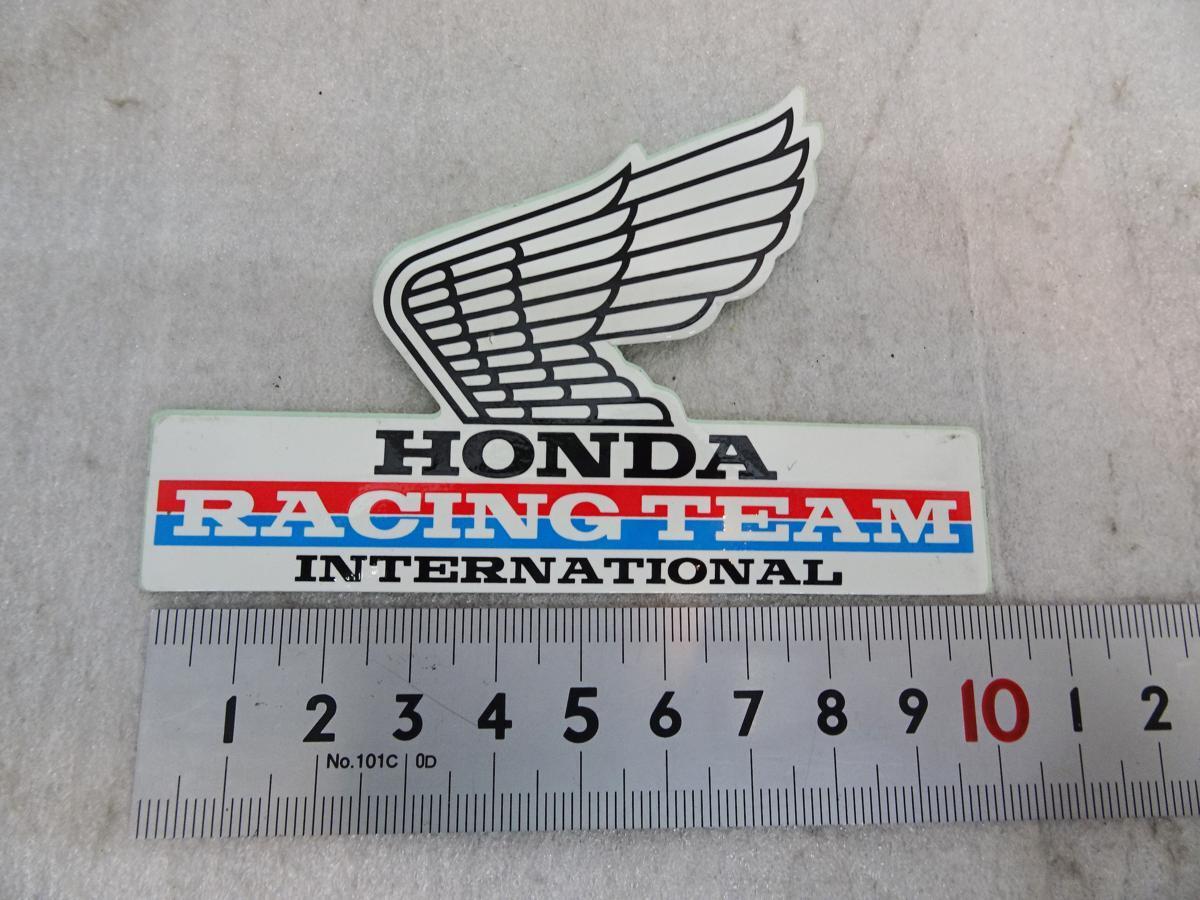 HONDA
RACING TEAM
INTERNATIONAL
1 2 3 4 5 6 7 8 9 10 1 2
No.101C 0D